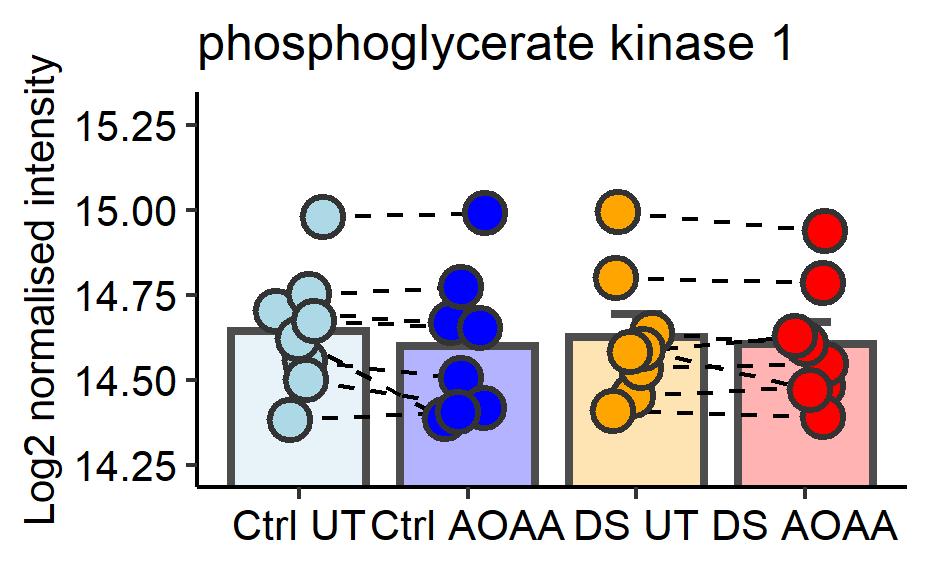 phosphoglycerate kinase 1
Log2 normalised intensity
15.25
15.00
14.75
14.50
14.25
Ctrl UT Ctrl AOAA DS UT DS AOAA